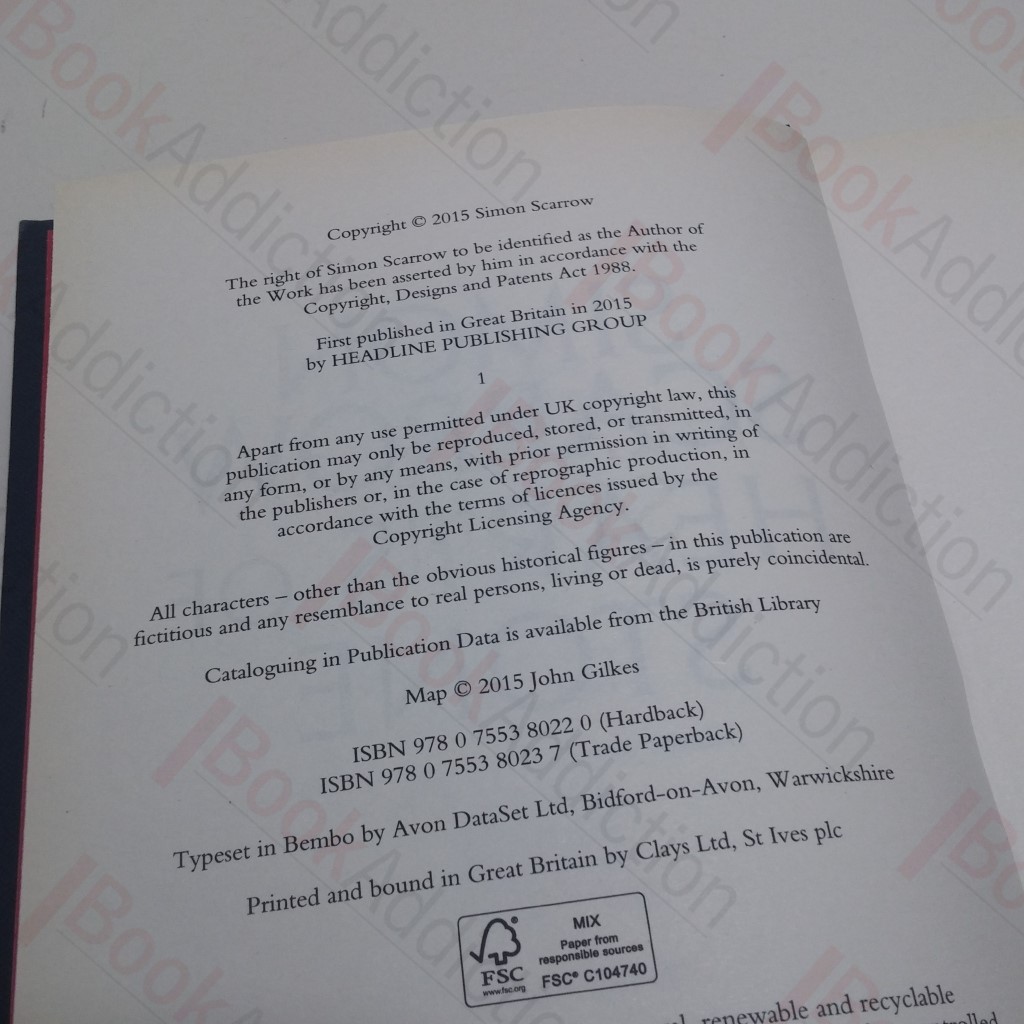 Copyright © 2015 Simon Scarrow
The right of Simon Scarrow to be identified as the Author of
the Work has been asserted by him in accordance with the
Copyright, Designs and Patents Act 1988.
First published in Great Britain in 2015
by HEADLINE PUBLISHING GROUP
1
Apart from any use permitted under UK copyright law, this
publication may only be reproduced, stored, or transmitted, in
any form, or by any means, with prior permission in writing of
the publishers or, in the case of reprographic production, in
accordance with the terms of licences issued by the
Copyright Licensing Agency.
All characters – other than the obvious historical figures – in this publication are
fictitious and any resemblance to real persons, living or dead, is purely coincidental.
Cataloguing in Publication Data is available from the British Library
Map © 2015 John Gilkes
ISBN 978 0 7553 8022 0 (Hardback)
ISBN 978 0 7553 8023 7 (Trade Paperback)
Typeset in Bembo by Avon DataSet Ltd, Bidford-on-Avon, Warwickshire
Printed and bound in Great Britain by Clays Ltd, St Ives plc
FSC
www.fsc.org
MIX
Paper from
responsible sources
FSC® C104740
renewable and recyclable
BookAddiction